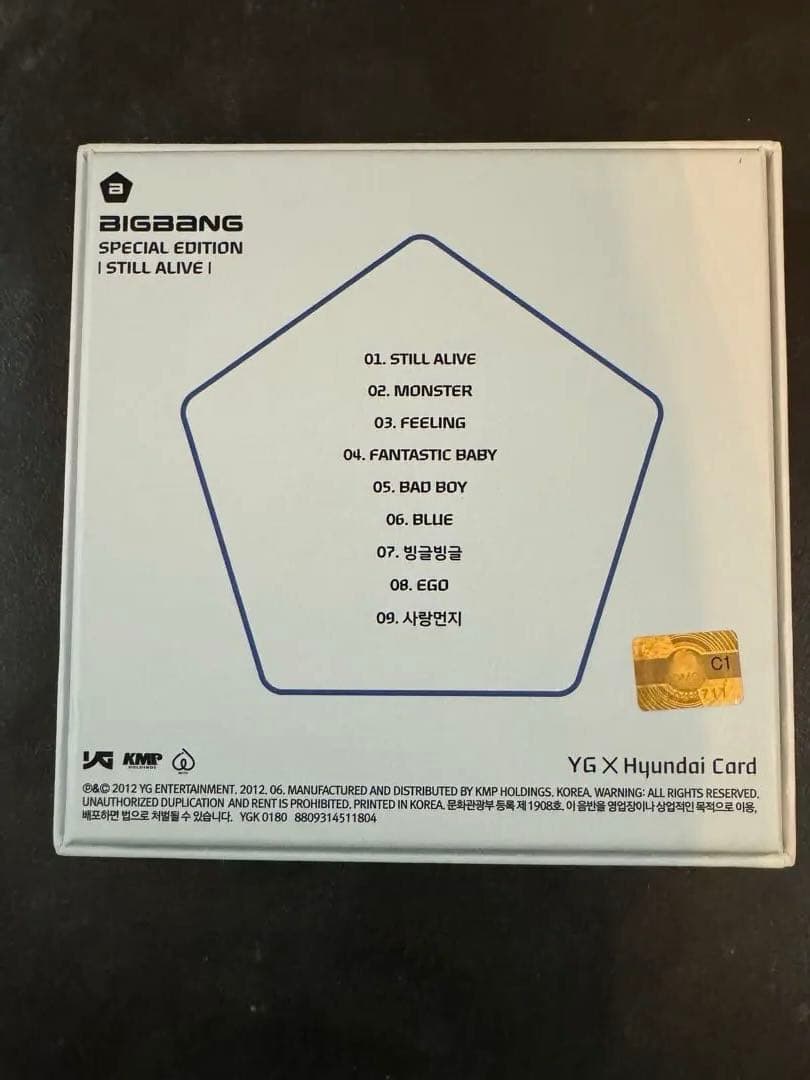 BIGBANG
SPECIAL EDITION
| STILL ALIVE |
01. STILL ALIVE
02. MONSTER
03. FEELING
04. FANTASTIC BABY
05. BAD BOY
06. BLUE
07. 빙글빙글
08. EGO
09. 사랑먼지
C1
YG KMP HOLDINGS
YG X Hyundai Card
℗&© 2012 YG ENTERTAINMENT. 2012. 06. MANUFACTURED AND DISTRIBUTED BY KMP HOLDINGS. KOREA. WARNING: ALL RIGHTS RESERVED.
UNAUTHORIZED DUPLICATION AND RENT IS PROHIBITED. PRINTED IN KOREA. 문화관광부 등록 제 1908호. 이 음반을 영업장이나 상업적인 목적으로 이용,
배포하면 법으로 처벌될 수 있습니다. YGK 0180 8809314511804